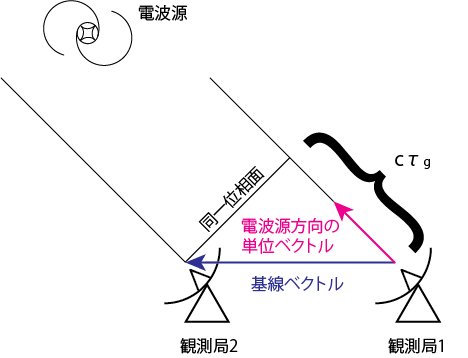 電波源
cτg
同一位相面
電波源方向の
単位ベクトル
基線ベクトル
観測局2
観測局1